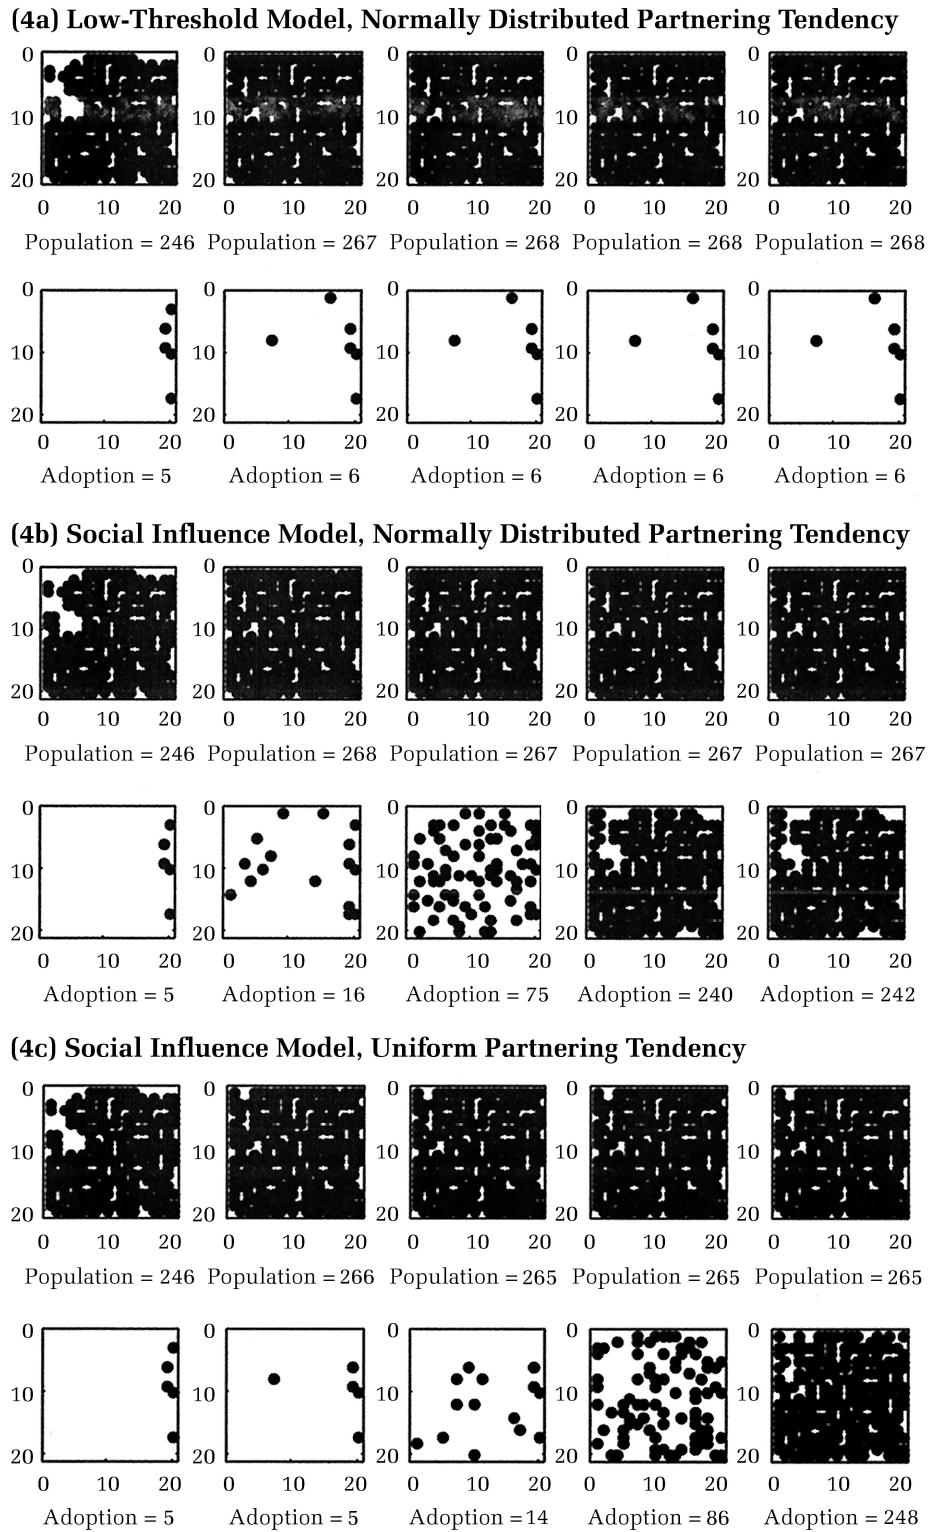 (4a) Low-Threshold Model, Normally Distributed Partnering Tendency
0 0 0 0 0
10 10 10 10 10
20 20 20 20 20
0 10 20 0 10 20 0 10 20 0 10 20 0 10 20
Population = 246 Population = 267 Population = 268 Population = 268 Population = 268
0 0 0 0 0
10 10 10 10 10
20 20 20 20 20
0 10 20 0 10 20 0 10 20 0 10 20 0 10 20
Adoption = 5 Adoption = 6 Adoption = 6 Adoption = 6 Adoption = 6
(4b) Social Influence Model, Normally Distributed Partnering Tendency
0 0 0 0 0
10 10 10 10 10
20 20 20 20 20
0 10 20 0 10 20 0 10 20 0 10 20 0 10 20
Population = 246 Population = 268 Population = 267 Population = 267 Population = 267
0 0 0 0 0
10 10 10 10 10
20 20 20 20 20
0 10 20 0 10 20 0 10 20 0 10 20 0 10 20
Adoption = 5 Adoption = 16 Adoption = 75 Adoption = 240 Adoption = 242
(4c) Social Influence Model, Uniform Partnering Tendency
0 0 0 0 0
10 10 10 10 10
20 20 20 20 20
0 10 20 0 10 20 0 10 20 0 10 20 0 10 20
Population = 246 Population = 266 Population = 265 Population = 265 Population = 265
0 0 0 0 0
10 10 10 10 10
20 20 20 20 20
0 10 20 0 10 20 0 10 20 0 10 20 0 10 20
Adoption = 5 Adoption = 5 Adoption = 14 Adoption = 86 Adoption = 248